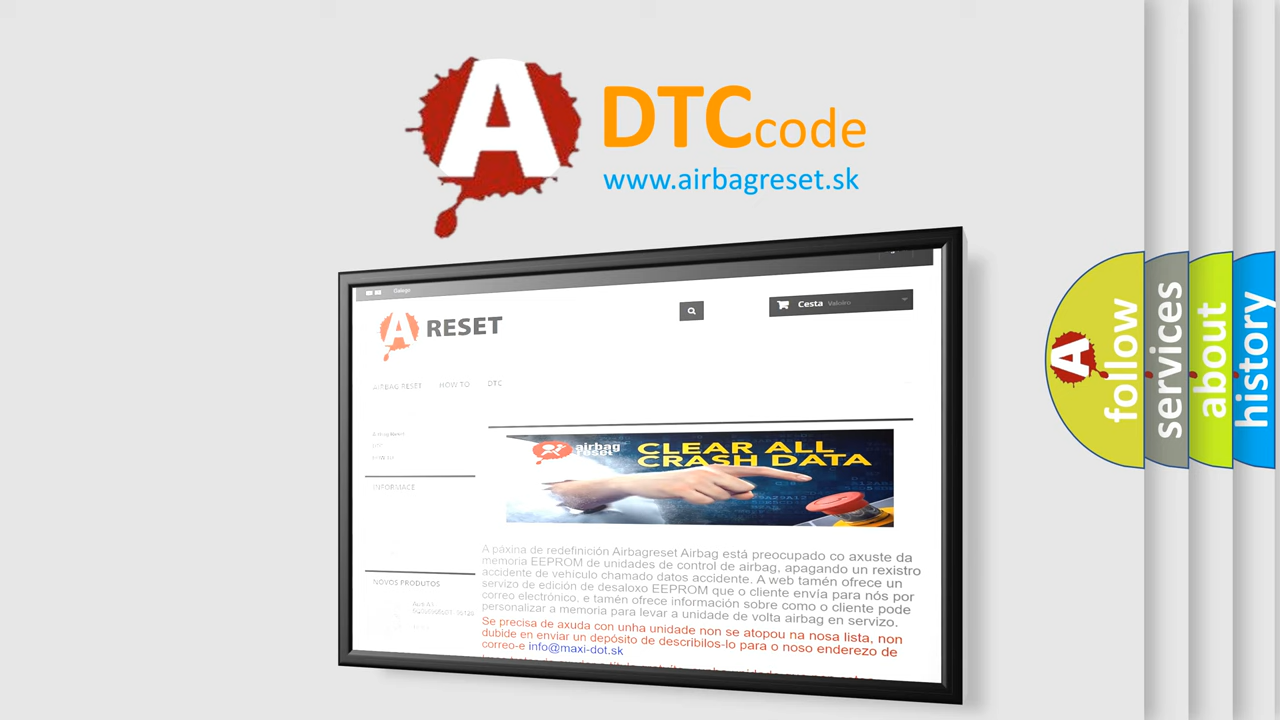 A
DTC code
www.airbagreset.sk
Galego
A RESET
Cesta Valeiro
AIRBAG RESET HOW TO DTC
INFORMACE
NOVOS PRODUTOS
airbag
reset
CLEAR ALL
CRASH DATA
A páxina de redefinición Airbagreset Airbag está preocupado co axuste da
memoria EEPROM de unidades de control de airbag, apagando un rexistro
accidente de vehículo chamado datos accidente. A web tamén ofrece un
servizo de edición de desaloxo EEPROM que o cliente envía para nós por
correo electrónico, e tamén ofrece información sobre como o cliente pode
personalizar a memoria para levar a unidade de volta airbag en servizo.
Se precisa de axuda con unha unidade non se atopou na nosa lista, non
dubide en enviar un depósito de describilos-lo para o noso enderezo de
correo-e info@maxi-dot.sk
A
follow
services
about
history